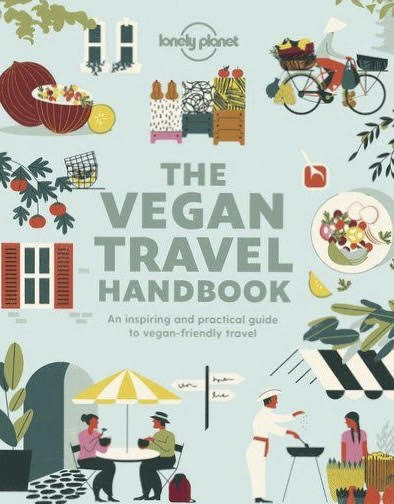 lonely planet
THE
VEGAN
TRAVEL
HANDBOOK
An inspiring and practical guide
to vegan-friendly travel